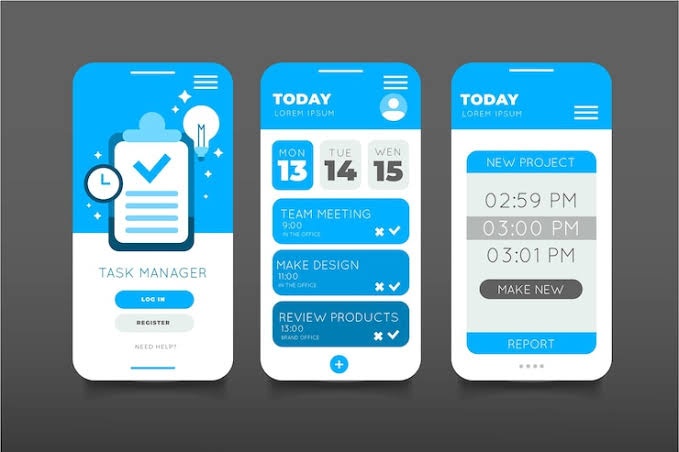 TASK MANAGER
LOG IN
REGISTER
NEED HELP?
TODAY
LOREM IPSUM
MON TUE WEN
13 14 15
TEAM MEETING
9:00
IN THE OFFICE
MAKE DESIGN
11:00
IN THE OFFICE
REVIEW PRODUCTS
13:00
BRAND OFFICE
TODAY
LOREM IPSUM
NEW PROJECT
02:59 PM
03:00 PM
03:01 PM
MAKE NEW
REPORT